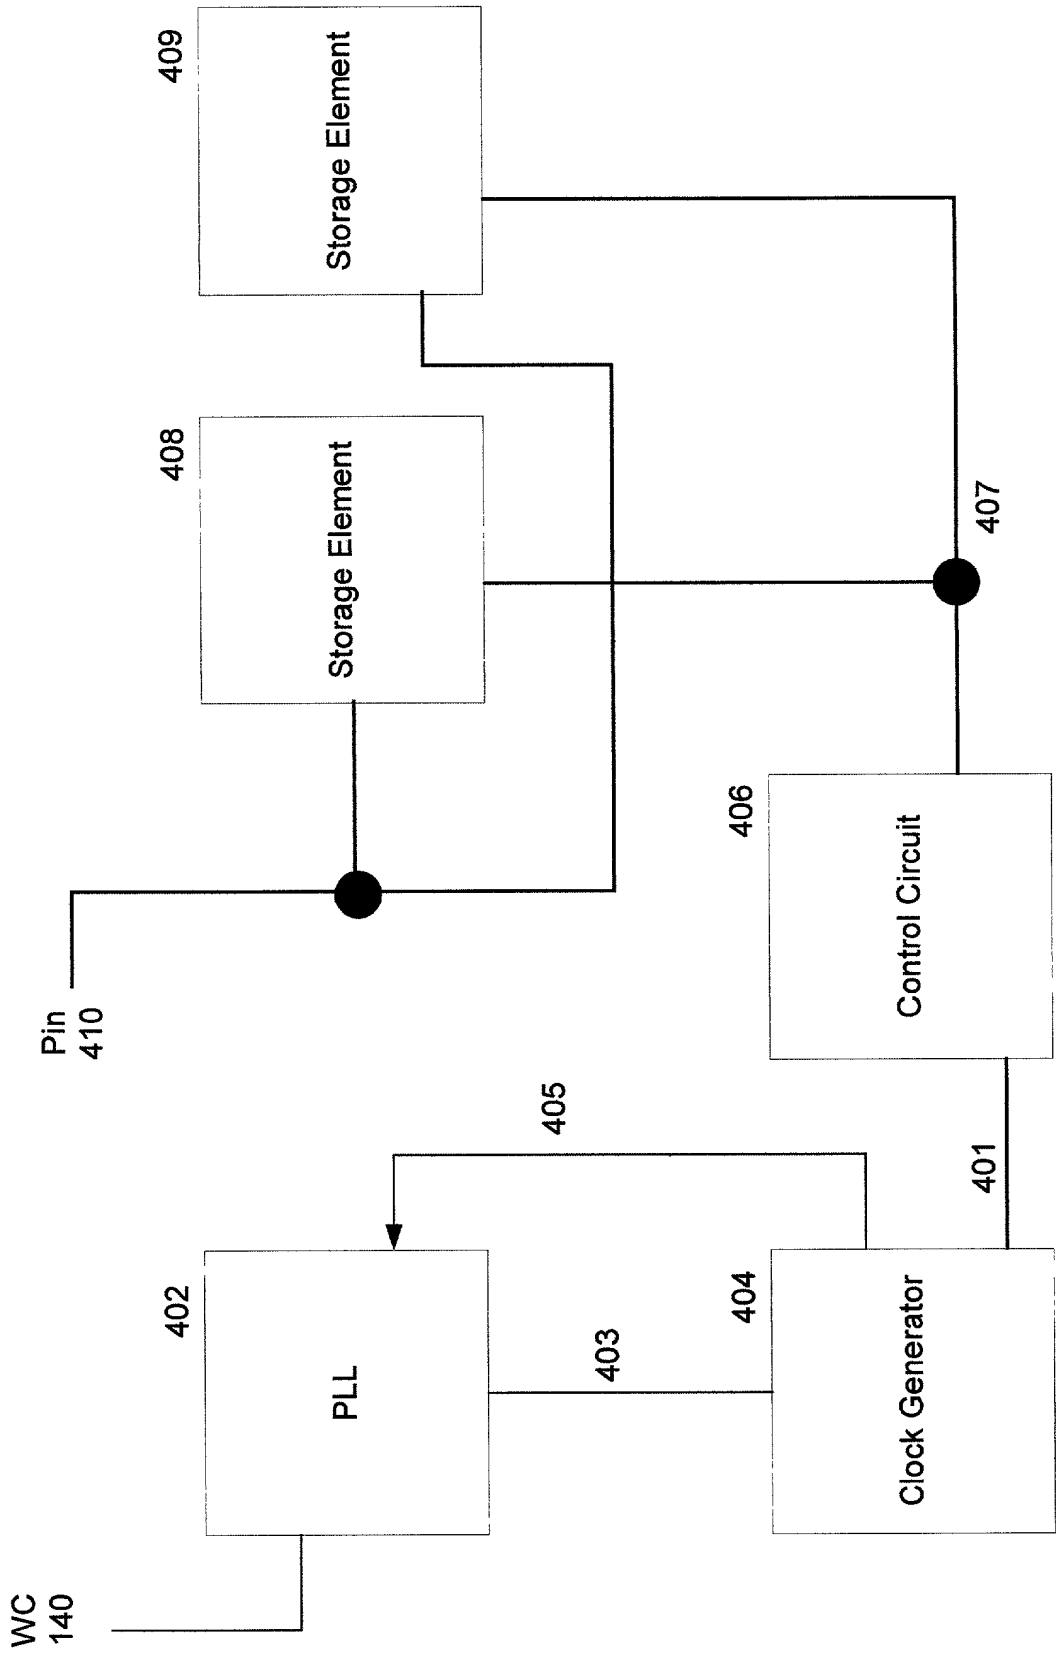 WC
140
402
PLL
403
405
404
Clock Generator
401
Pin
410
406
Control Circuit
407
408
Storage Element
409
Storage Element